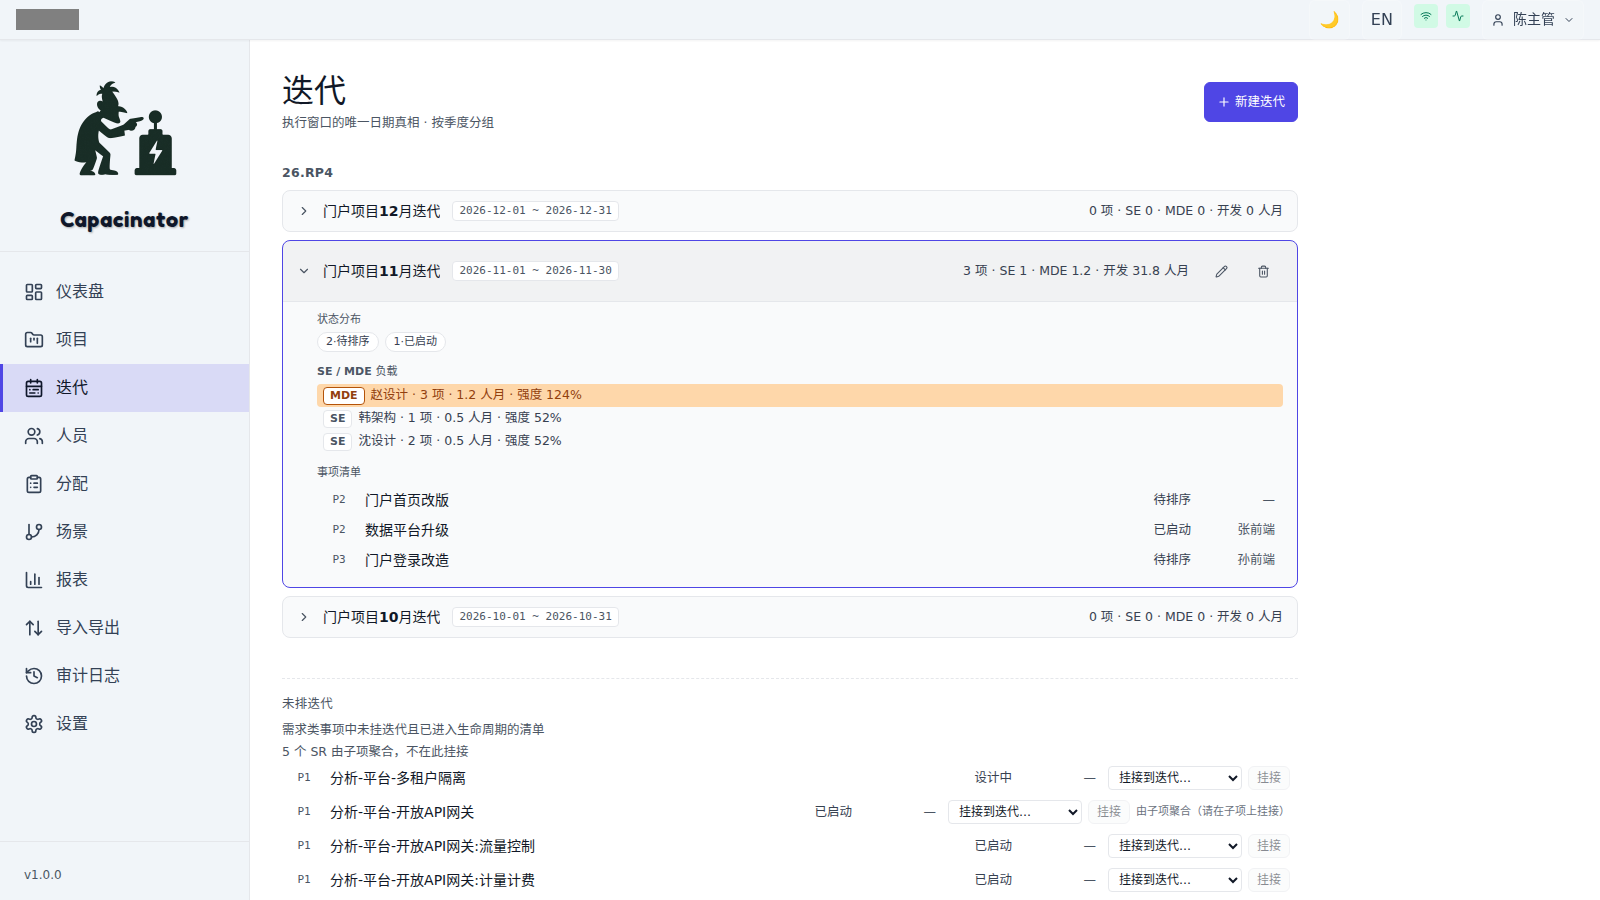 EN
陈主管
Capacinator
仪表盘
项目
迭代
人员
分配
场景
报表
导入导出
审计日志
设置
v1.0.0
迭代
执行窗口的唯一日期真相 · 按季度分组
新建迭代
26.RP4
门户项目12月迭代 2026-12-01 ~ 2026-12-31 0 项 · SE 0 · MDE 0 · 开发 0 人月
门户项目11月迭代 2026-11-01 ~ 2026-11-30 3 项 · SE 1 · MDE 1.2 · 开发 31.8 人月
状态分布
2·待排序 1·已启动
SE / MDE 负载
MDE 赵设计 · 3 项 · 1.2 人月 · 强度 124%
SE 韩架构 · 1 项 · 0.5 人月 · 强度 52%
SE 沈设计 · 2 项 · 0.5 人月 · 强度 52%
事项清单
P2 门户首页改版 待排序 —
P2 数据平台升级 已启动 张前端
P3 门户登录改造 待排序 孙前端
门户项目10月迭代 2026-10-01 ~ 2026-10-31 0 项 · SE 0 · MDE 0 · 开发 0 人月
未排迭代
需求类事项中未挂迭代且已进入生命周期的清单
5 个 SR 由子项聚合，不在此挂接
P1 分析-平台-多租户隔离 设计中 — 挂接到迭代… 挂接
P1 分析-平台-开放API网关 已启动 — 挂接到迭代… 挂接 由子项聚合（请在子项上挂接）
P1 分析-平台-开放API网关:流量控制 已启动 — 挂接到迭代… 挂接
P1 分析-平台-开放API网关:计量计费 已启动 — 挂接到迭代… 挂接